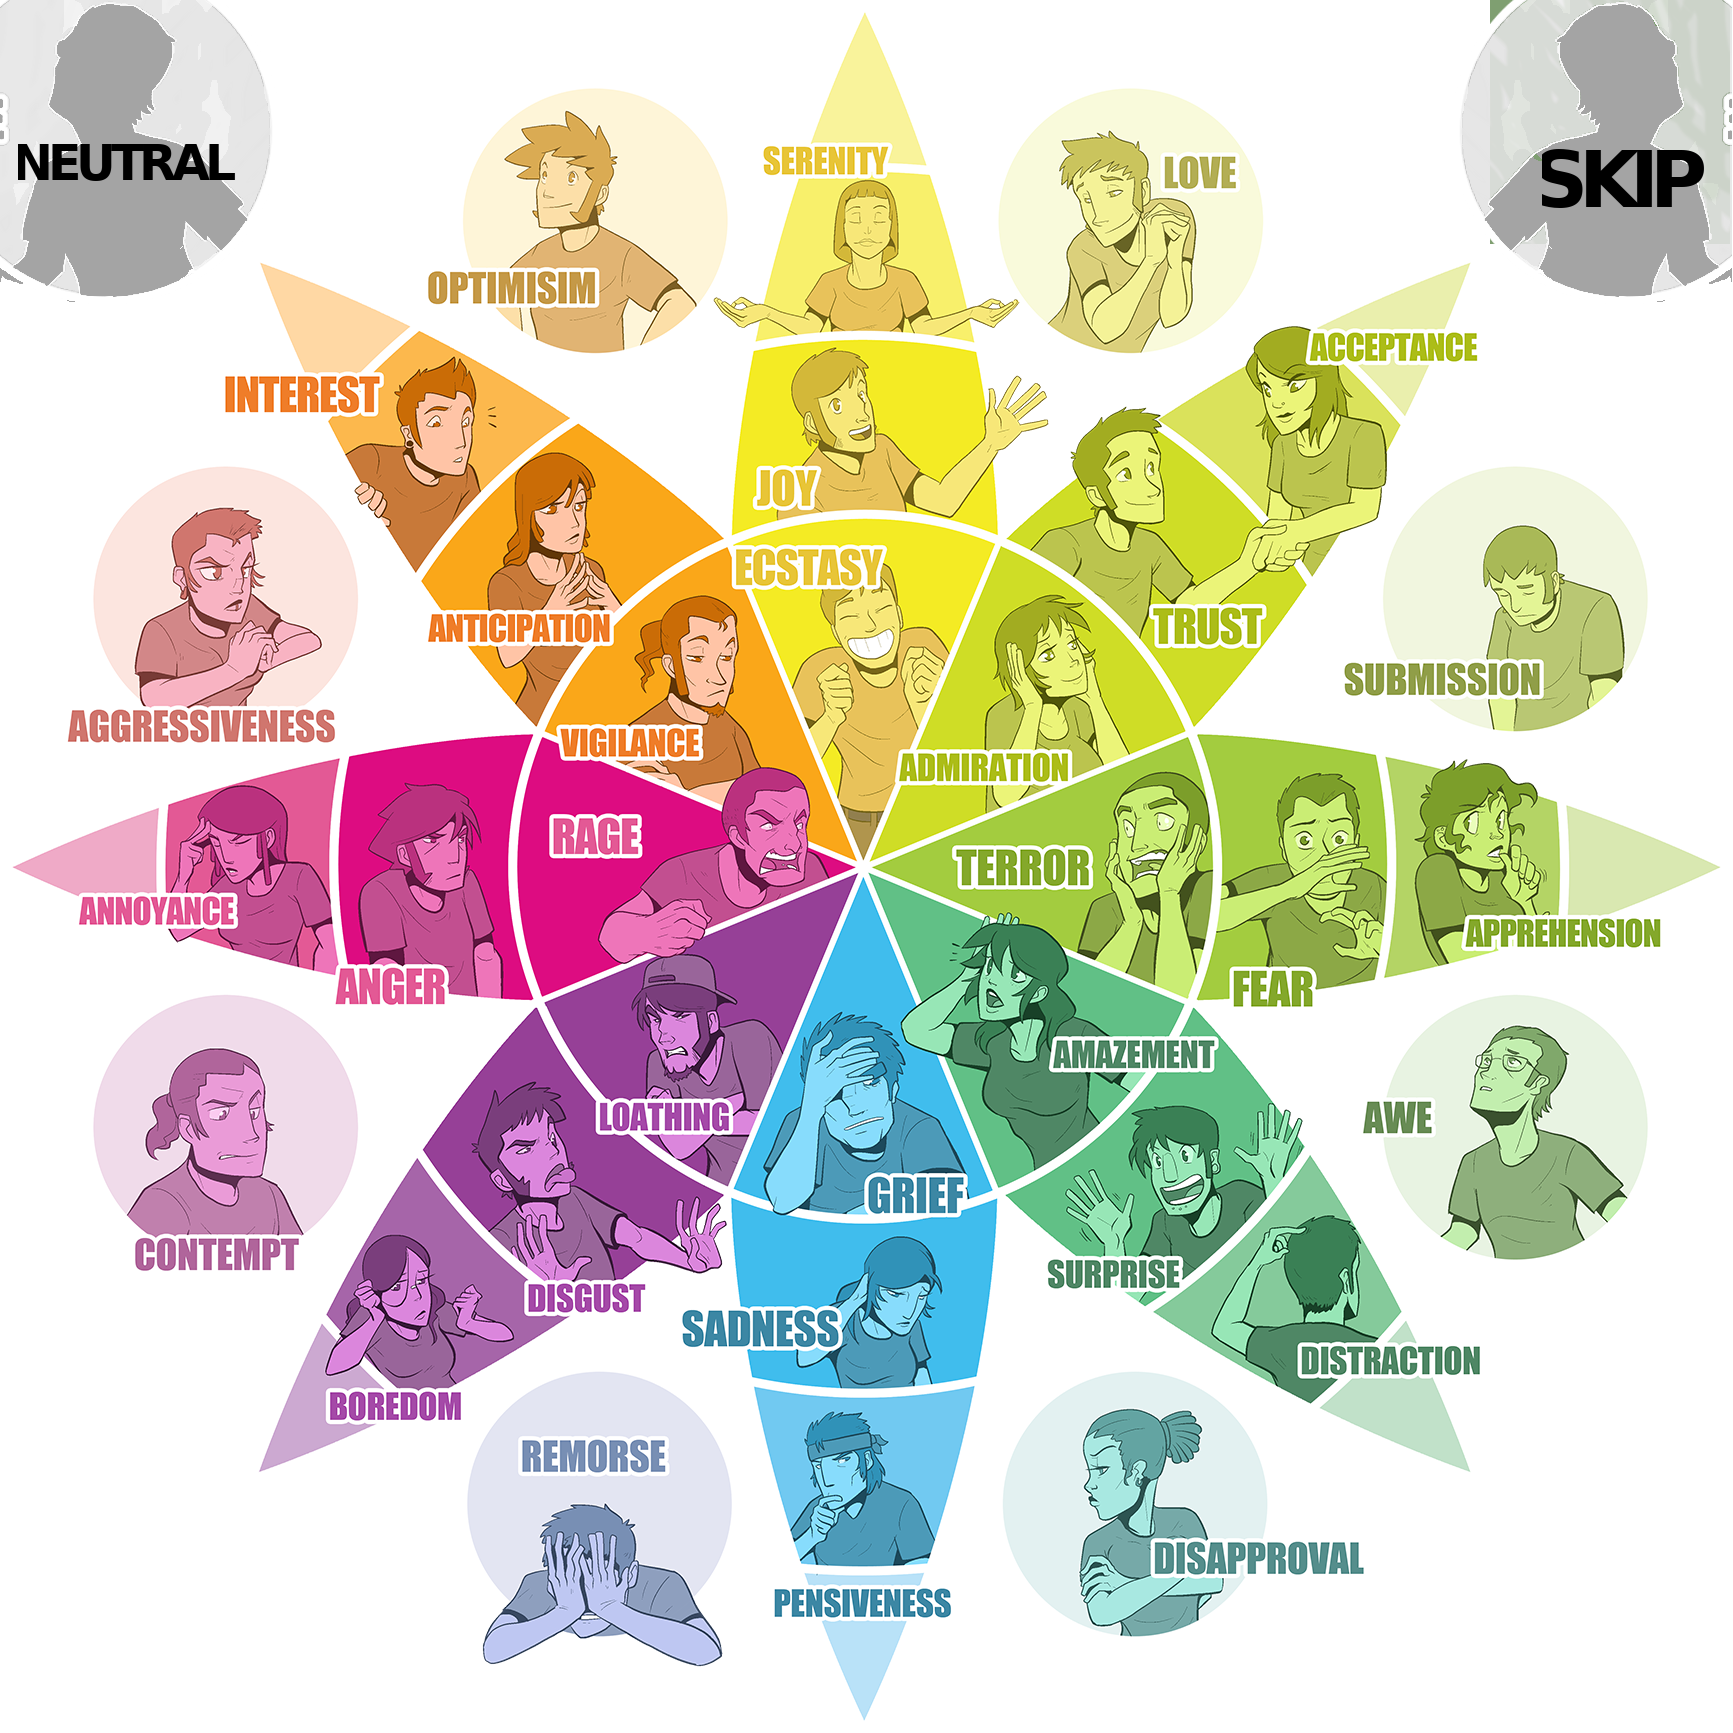 NEUTRAL
SKIP
SERENITY
LOVE
OPTIMISIM
ACCEPTANCE
INTEREST
JOY
ECSTASY
ANTICIPATION
TRUST
SUBMISSION
AGGRESSIVENESS
VIGILANCE
ADMIRATION
RAGE
TERROR
ANNOYANCE
APPREHENSION
ANGER
FEAR
AMAZEMENT
LOATHING
AWE
GRIEF
CONTEMPT
SURPRISE
DISGUST
SADNESS
DISTRACTION
BOREDOM
REMORSE
DISAPPROVAL
PENSIVENESS